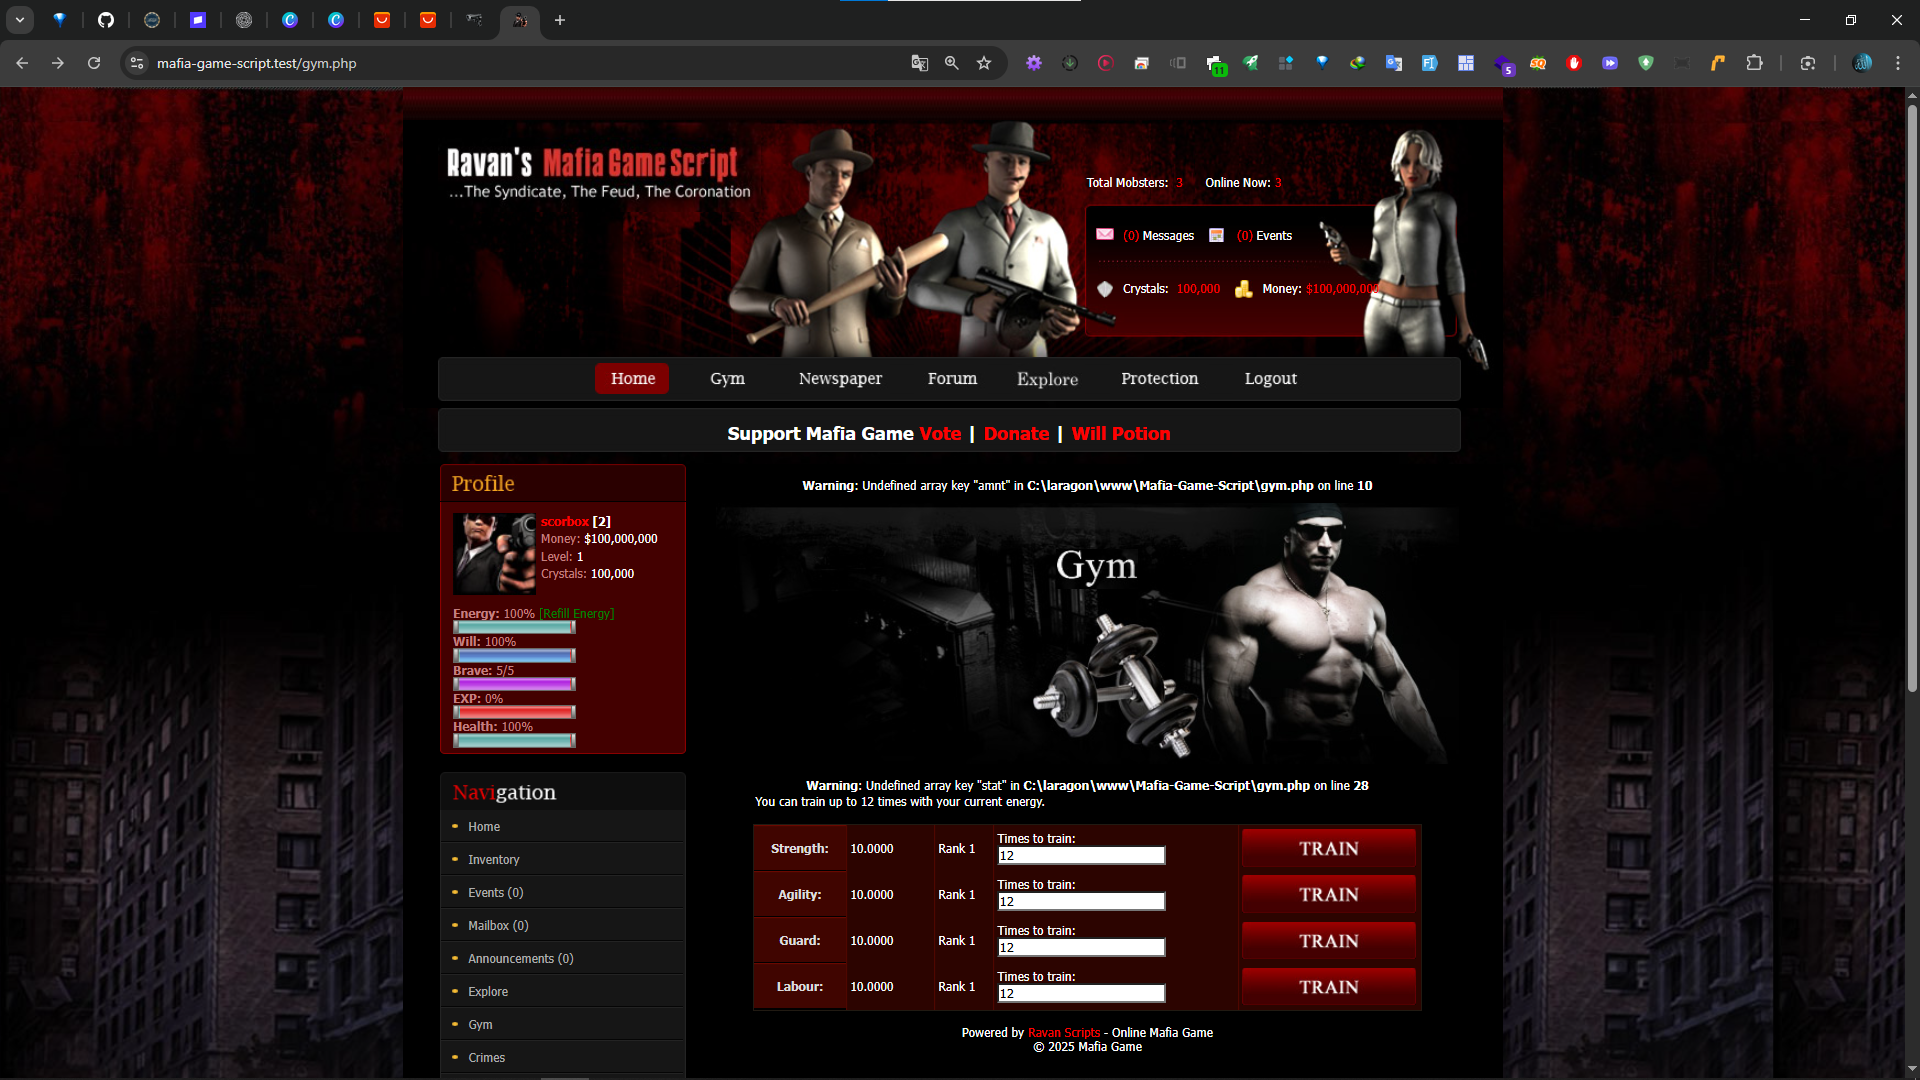 mafia-game-script.test/gym.php
11
5
Ravan's Mafia Game Script
...The Syndicate, The Feud, The Coronation
Total Mobsters: 3 Online Now: 3
(0) Messages (0) Events
Crystals: 100,000 Money: $100,000,000
Home Gym Newspaper Forum Explore Protection Logout
Support Mafia Game Vote | Donate | Will Potion
Profile
scorbox [2]
Money: $100,000,000
Level: 1
Crystals: 100,000
Energy: 100% [Refill Energy]
Will: 100%
Brave: 5/5
EXP: 0%
Health: 100%
Navigation
Home
Inventory
Events (0)
Mailbox (0)
Announcements (0)
Explore
Gym
Crimes
Warning: Undefined array key "amnt" in C:\laragon\www\Mafia-Game-Script\gym.php on line 10
Gym
Warning: Undefined array key "stat" in C:\laragon\www\Mafia-Game-Script\gym.php on line 28
You can train up to 12 times with your current energy.
Strength: 10.0000 Rank 1 Times to train: 12 TRAIN
Agility: 10.0000 Rank 1 Times to train: 12 TRAIN
Guard: 10.0000 Rank 1 Times to train: 12 TRAIN
Labour: 10.0000 Rank 1 Times to train: 12 TRAIN
Powered by Ravan Scripts - Online Mafia Game
© 2025 Mafia Game